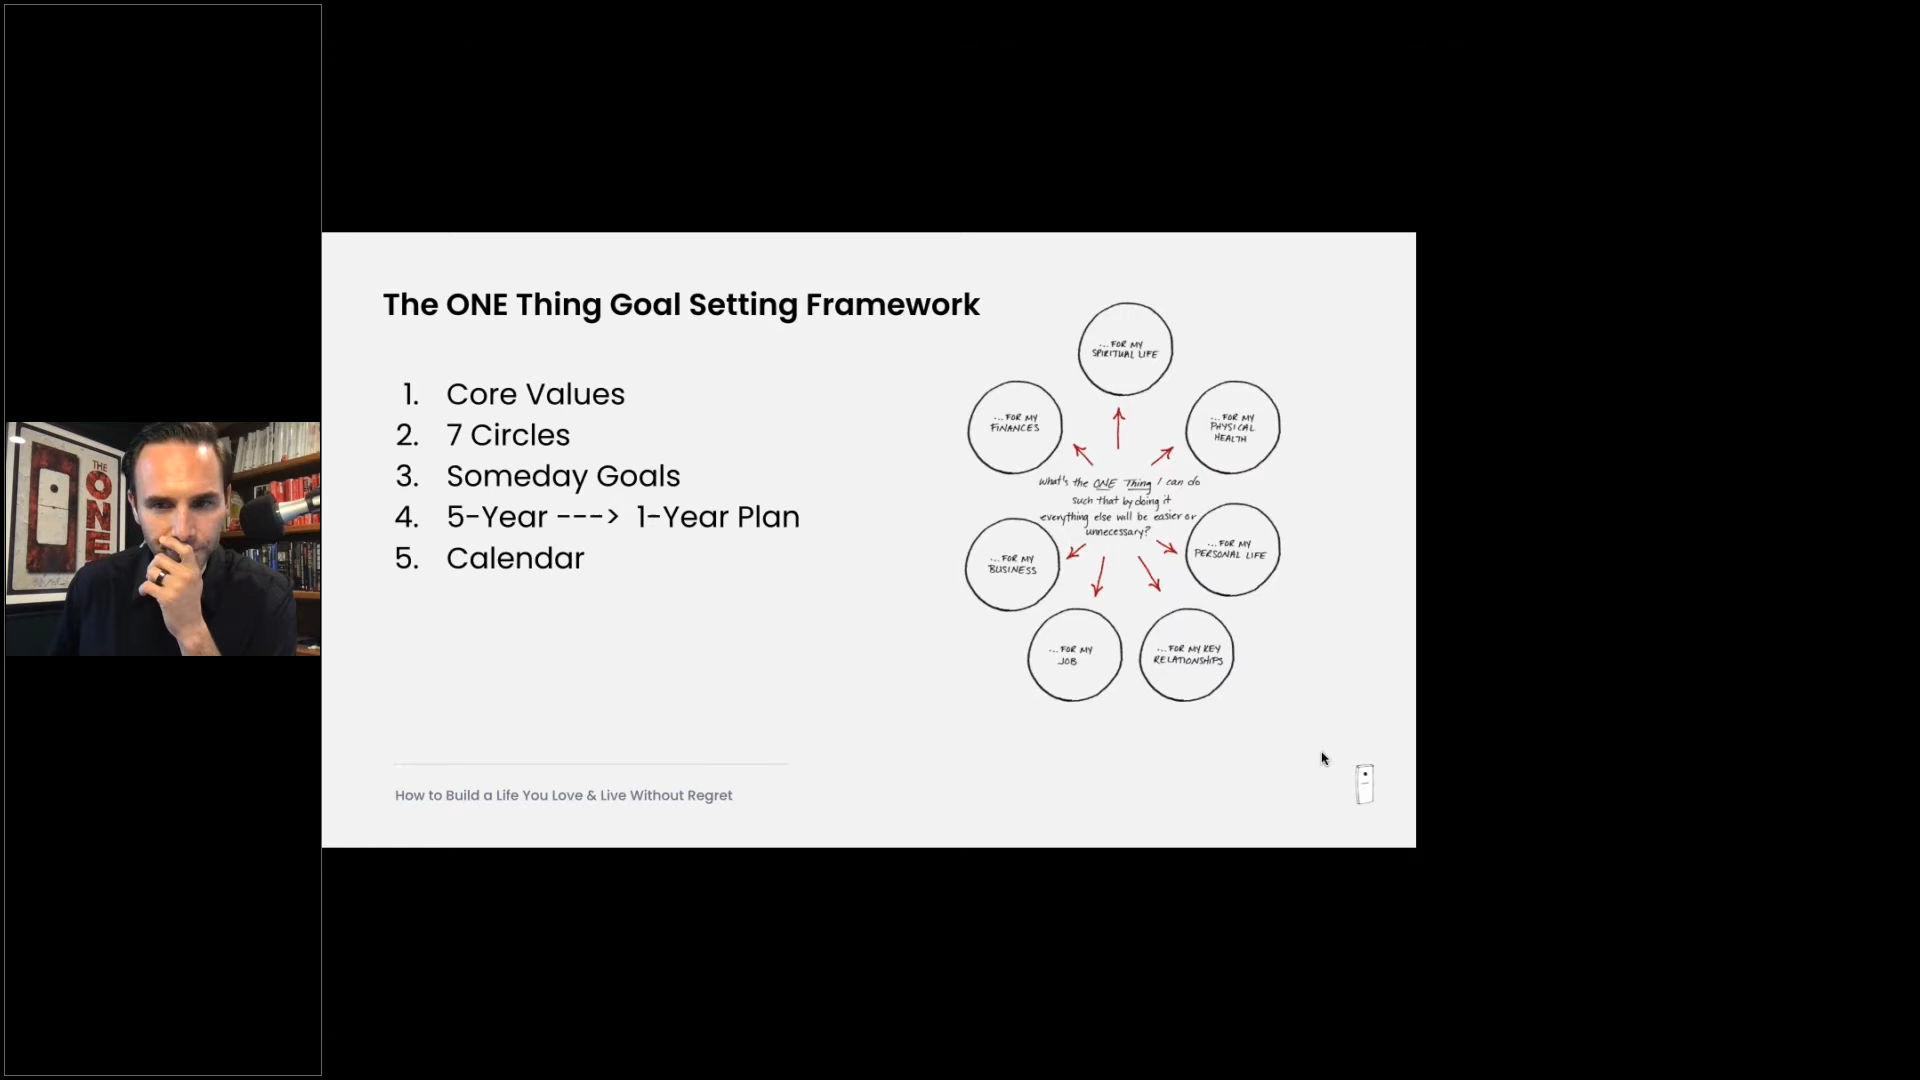 THE
ONE
The ONE Thing Goal Setting Framework
1. Core Values
2. 7 Circles
3. Someday Goals
4. 5-Year ---> 1-Year Plan
5. Calendar
... FOR MY
SPIRITUAL LIFE
... FOR MY
FINANCES
... FOR MY
PHYSICAL
HEALTH
What's the ONE Thing I can do
such that by doing it
everything else will be easier or
unnecessary?
... FOR MY
BUSINESS
... FOR MY
PERSONAL LIFE
... FOR MY
JOB
... FOR MY KEY
RELATIONSHIPS
How to Build a Life You Love & Live Without Regret